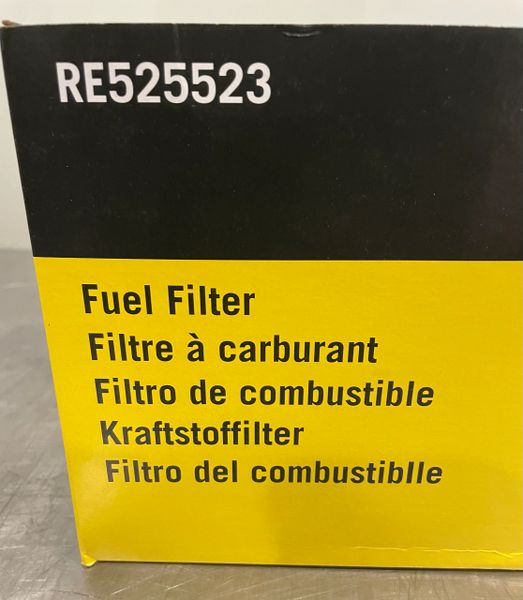 RE525523
Fuel Filter
Filtre à carburant
Filtro de combustible
Kraftstoffilter
Filtro del combustiblle